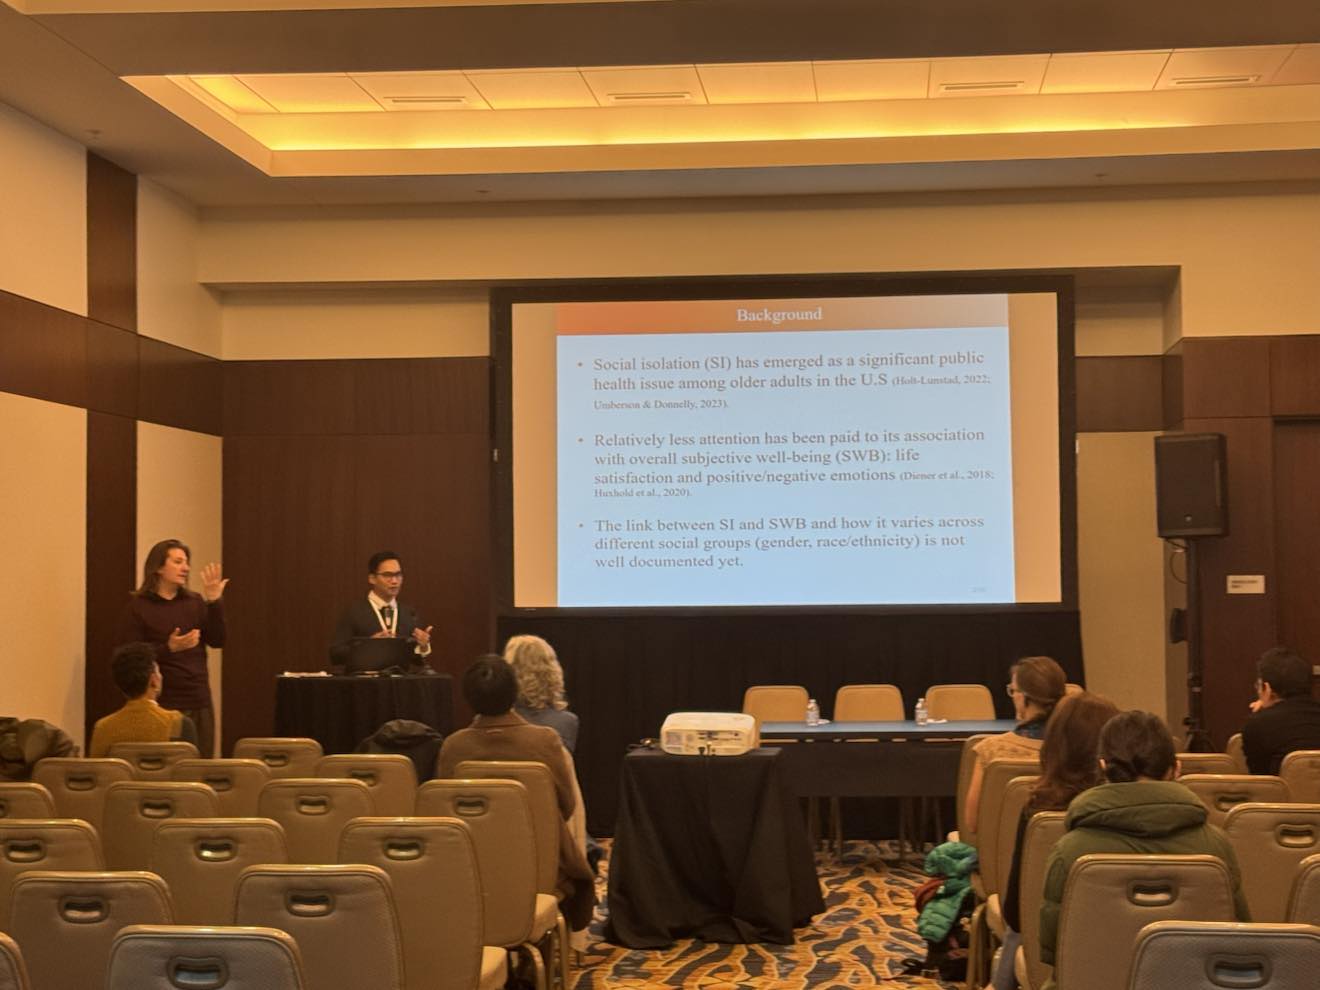 Background
• Social isolation (SI) has emerged as a significant public
health issue among older adults in the U.S (Holt-Lunstad, 2022;
Umberson & Donnelly, 2023).
• Relatively less attention has been paid to its association
with overall subjective well-being (SWB): life
satisfaction and positive/negative emotions (Diener et al., 2018;
Huxhold et al., 2020).
• The link between SI and SWB and how it varies across
different social groups (gender, race/ethnicity) is not
well documented yet.